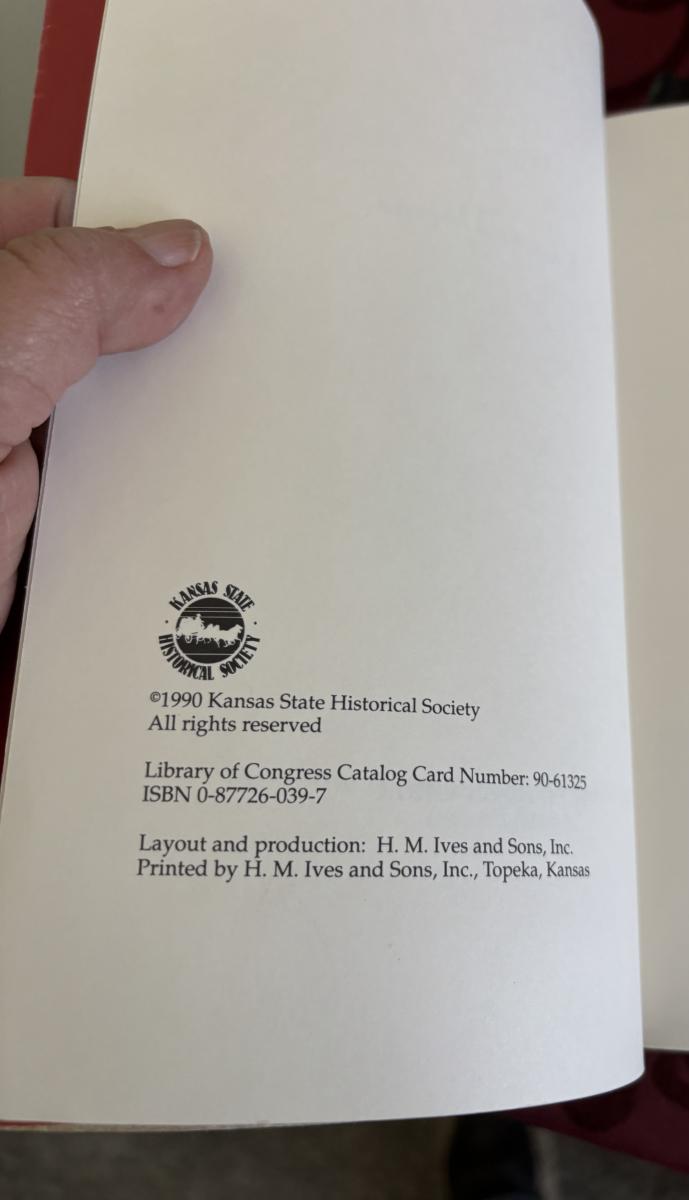 KANSAS STATE
HISTORICAL SOCIETY
©1990 Kansas State Historical Society
All rights reserved
Library of Congress Catalog Card Number: 90-61325
ISBN 0-87726-039-7
Layout and production: H. M. Ives and Sons, Inc.
Printed by H. M. Ives and Sons, Inc., Topeka, Kansas